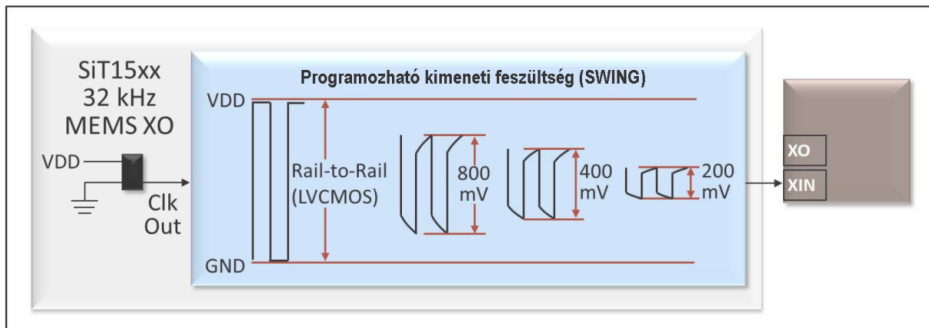 SiT15xx
32 kHz
MEMS XO
VDD
Clk
Out
Programozható kimeneti feszültség (SWING)
VDD
Rail-to-Rail
(LVCMOS)
GND
800
mV
400
mV
200
mV
XO
XIN